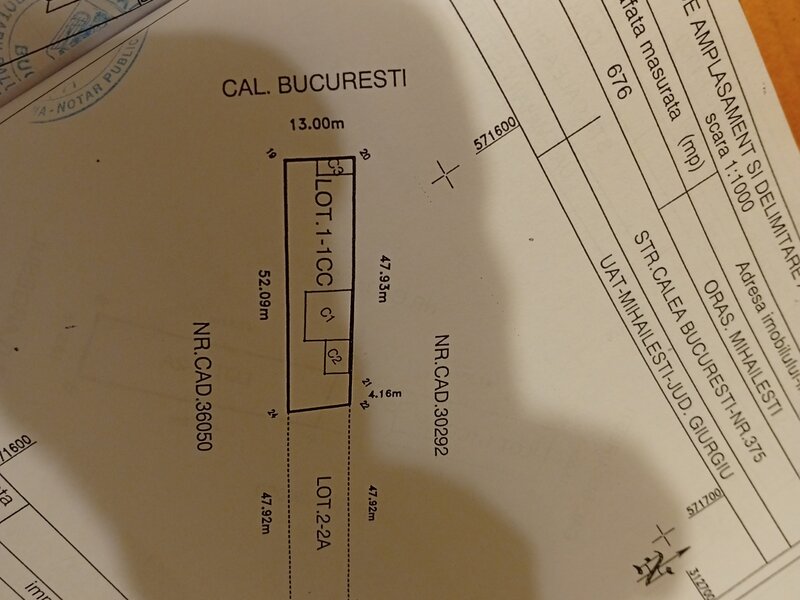 E AMPLASAMENT SI DELIMITARE
scara 1:1000
fata masurata (mp)
676
Adresa imobilului
ORAS. MIHAILESTI
STR.CALEA BUCURESTI-NR.375
UAT-MIHAILESTI-JUD. GIURGIU
A-NOTAR PUBLIC
CAL. BUCURESTI
13.00m
571600
19
20
C3
LOT.1-1CC
47.93m
52.09m
C1
C2
NR.CAD.30292
NR.CAD.36050
21
4.16m
22
24
LOT.2-2A
47.92m
47.92m
571700
312700
71600
ta